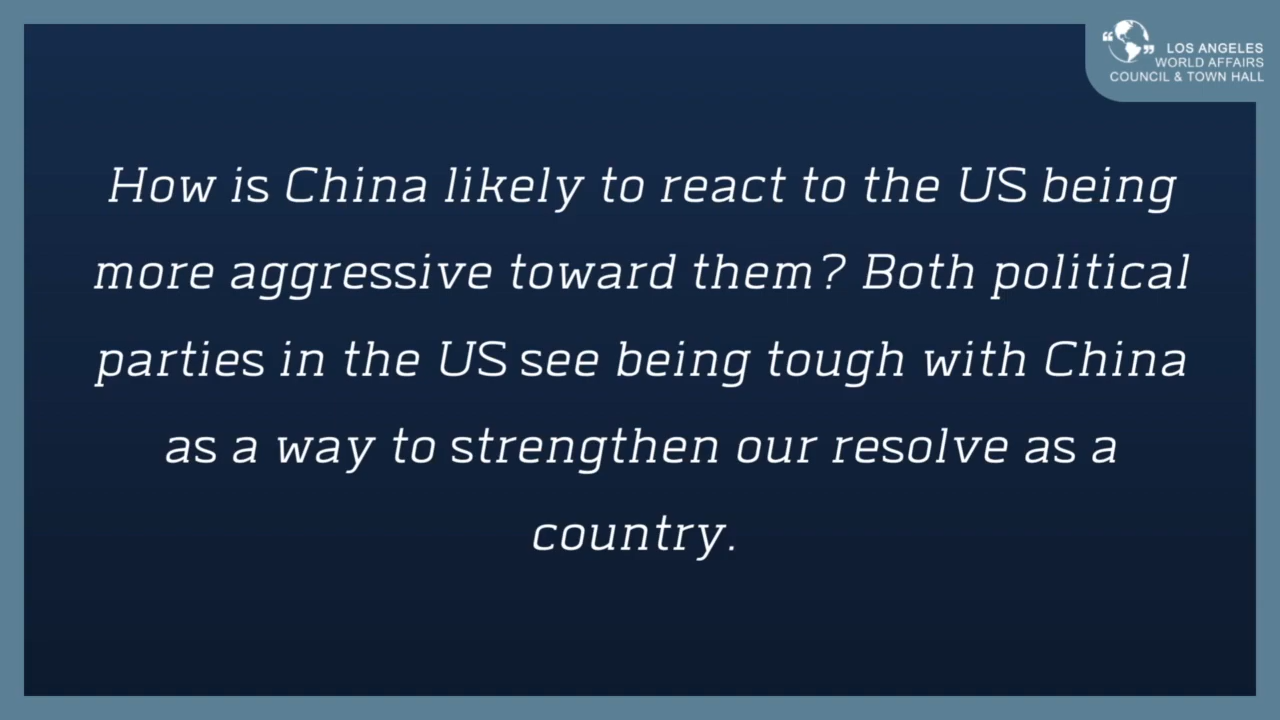 LOS ANGELES
WORLD AFFAIRS
COUNCIL & TOWN HALL
How is China likely to react to the US being
more aggressive toward them? Both political
parties in the US see being tough with China
as a way to strengthen our resolve as a
country.